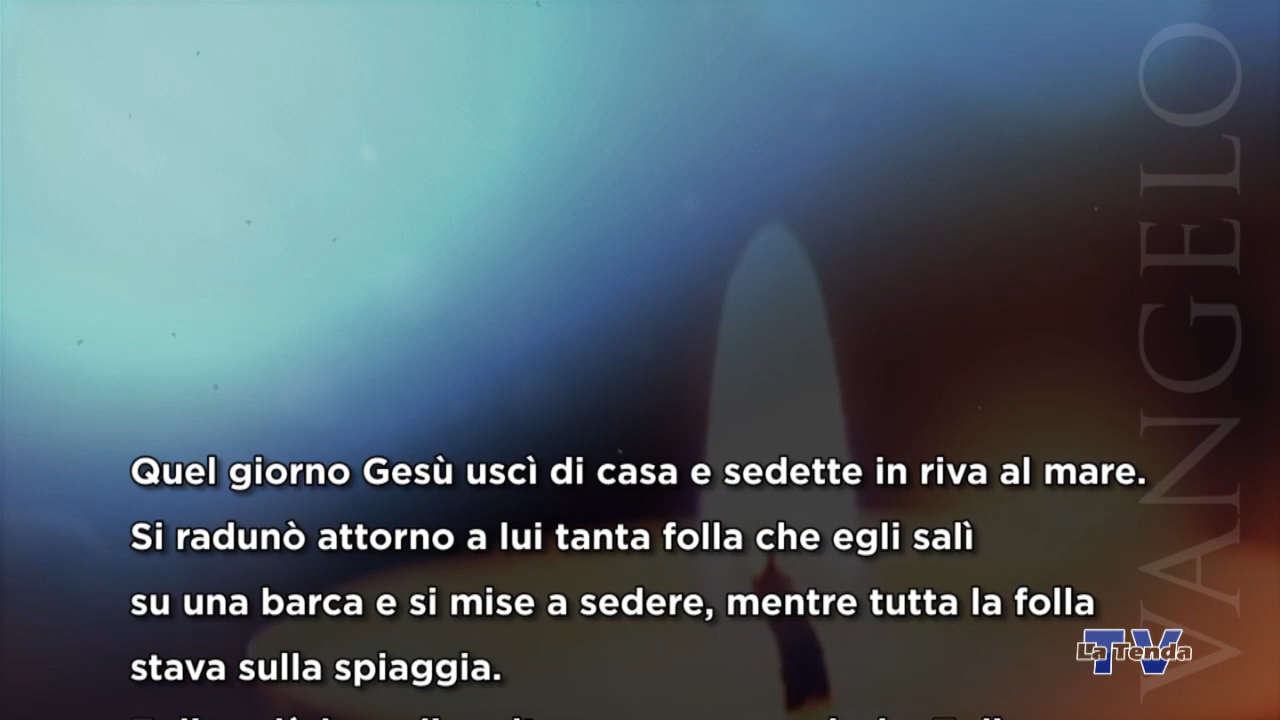 Quel giorno Gesù uscì di casa e sedette in riva al mare.
Si radunò attorno a lui tanta folla che egli salì
su una barca e si mise a sedere, mentre tutta la folla
stava sulla spiaggia.
VANGELO
TV
La Tenda